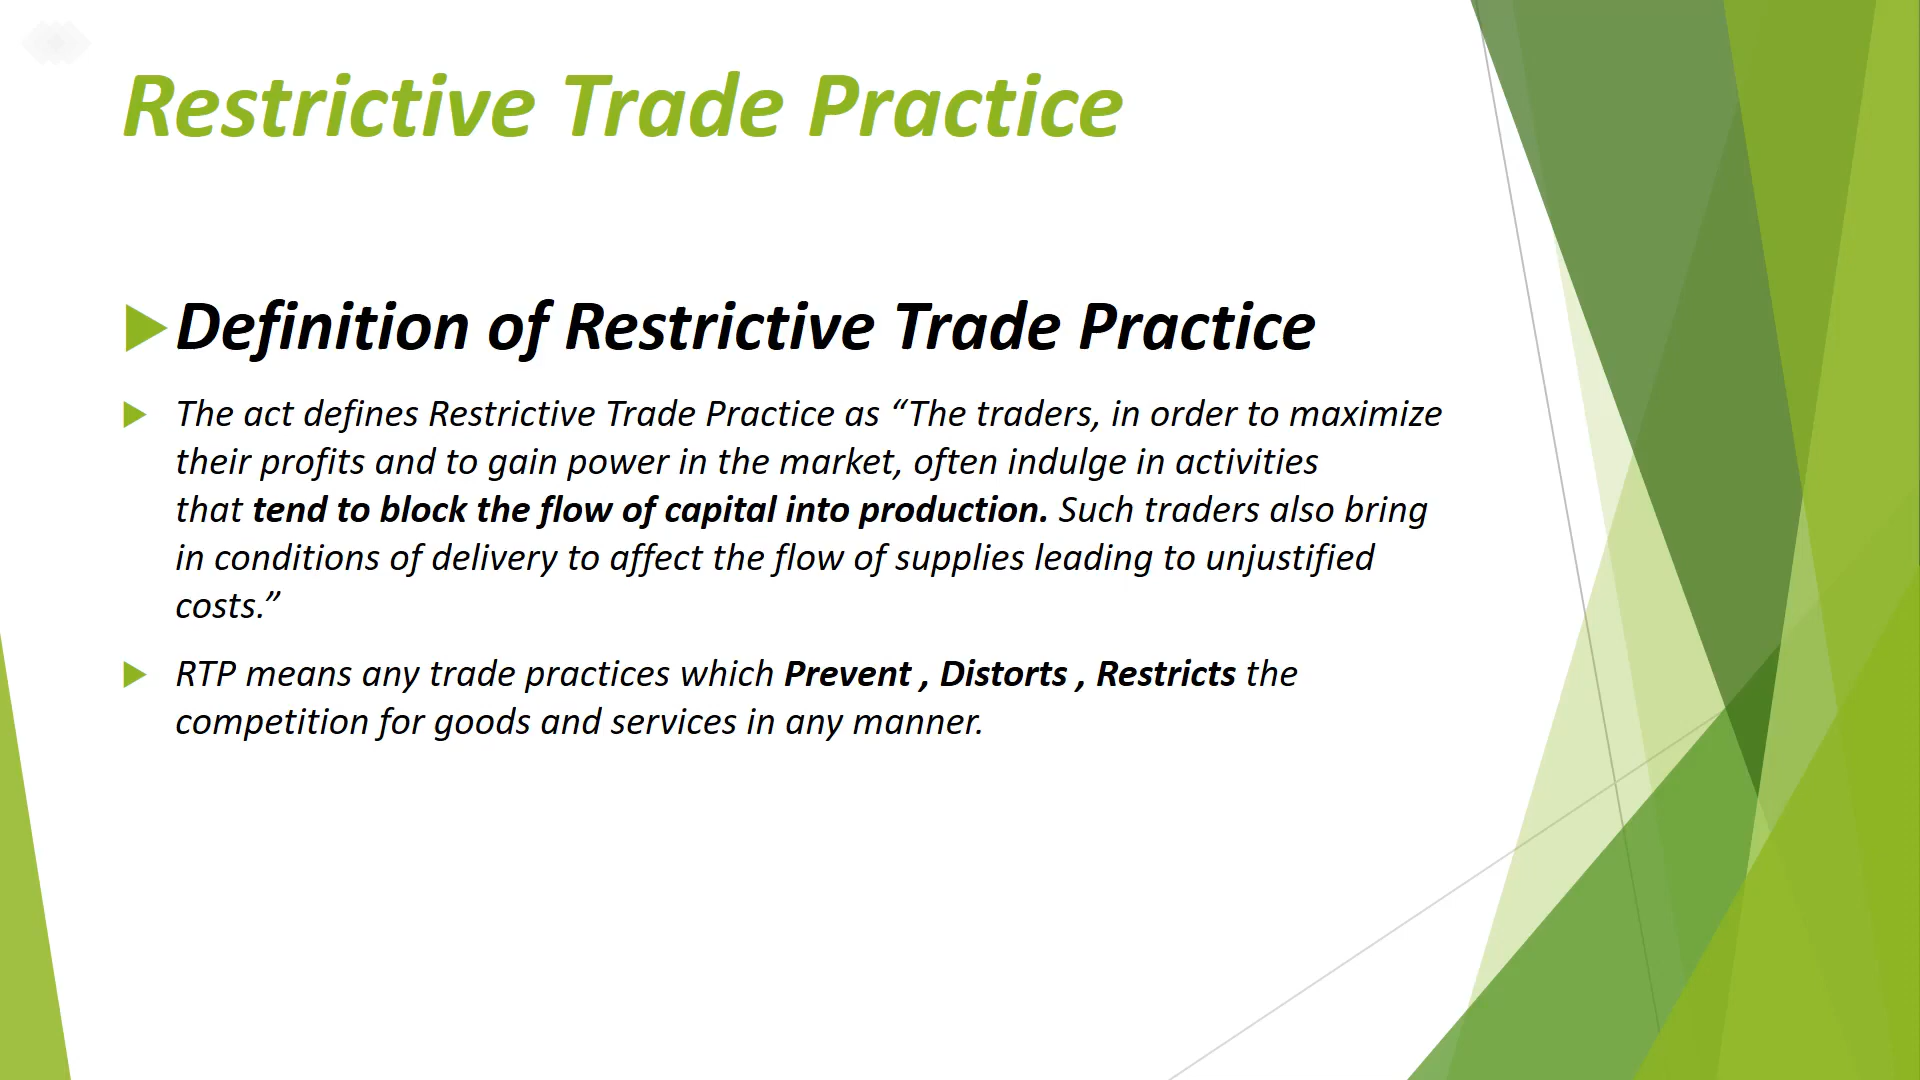 Restrictive Trade Practice
Definition of Restrictive Trade Practice
The act defines Restrictive Trade Practice as “The traders, in order to maximize
their profits and to gain power in the market, often indulge in activities
that tend to block the flow of capital into production. Such traders also bring
in conditions of delivery to affect the flow of supplies leading to unjustified
costs.”
RTP means any trade practices which Prevent , Distorts , Restricts the
competition for goods and services in any manner.